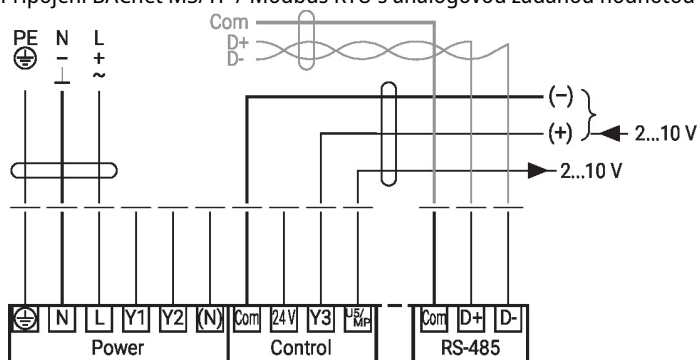 Připojení BACnet MS/TP / Modbus RTU s analogovou žádanou hodnotou
Com
D+
D-
PE N L
– +
⊥ ~
(–)
(+) 2...10 V
2...10 V
N L Y1 Y2 (N) Com 24V Y3 U5/MP Com D+ D-
Power Control RS-485